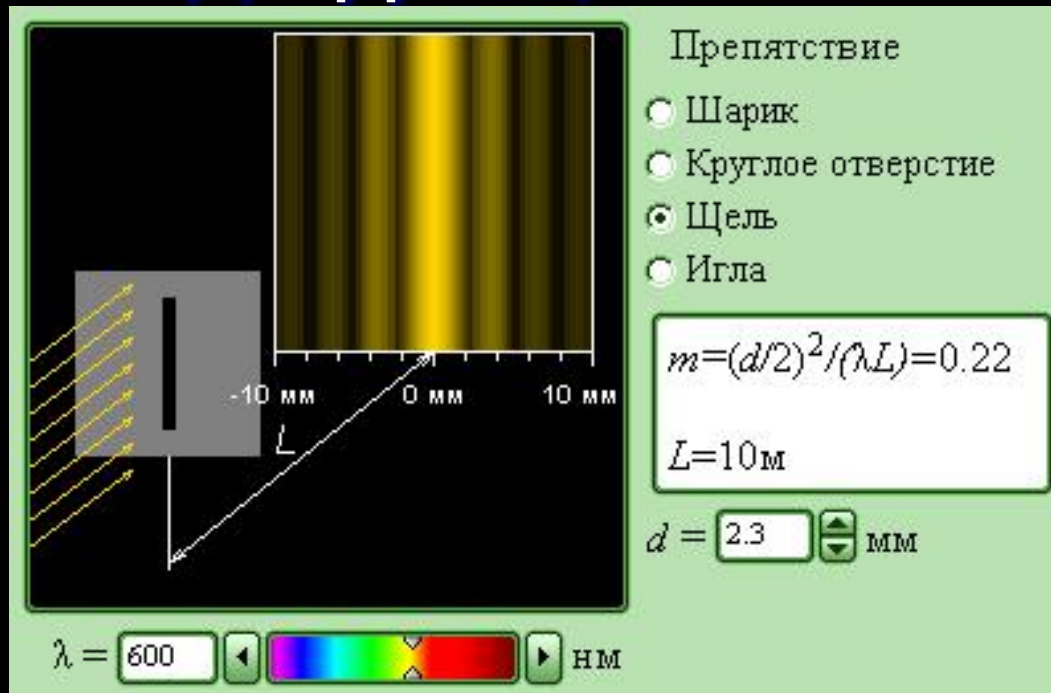 Препятствие
Шарик
Круглое отверстие
Щель
Игла
m=(d/2)²/(λL)=0.22
L=10м
d = 2.3 мм
-10 мм 0 мм 10 мм
L
λ = 600 нм